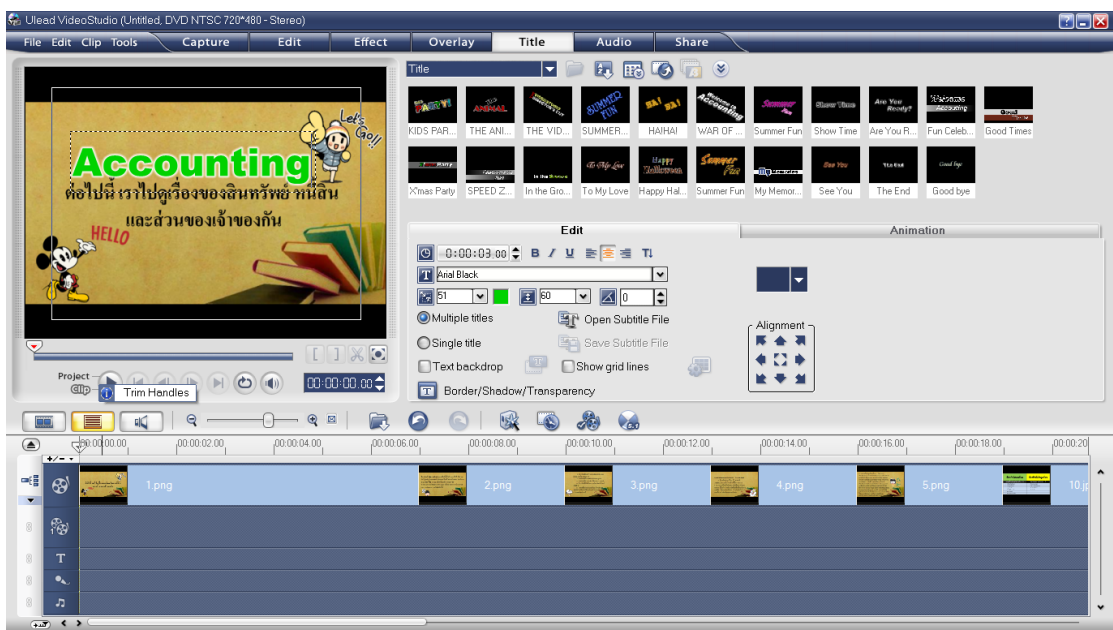 Ulead VideoStudio (Untitled, DVD NTSC 720*480 - Stereo)
File Edit Clip Tools Capture Edit Effect Overlay Title Audio Share
Title
KIDS PAR... THE ANI... THE VID... SUMMER... HAIHA! WAR OF ... Summer Fun Show Time Are You R... Fun Celeb... Good Times
X'mas Party SPEED Z... In the Gro... To My Love Happy Hal... Summer Fun My Memor... See You The End Good bye
Let's Go!!
Accounting
ต่อไปนี้ เราไปดูเรื่องของสินทรัพย์ หนี้สิน
และส่วนของเจ้าของกัน
HELLO
Edit Animation
0:00:03.00 B I U
Arial Black
51 60 0
Multiple titles Open Subtitle File
Single title Save Subtitle File
Text backdrop Show grid lines
Border/Shadow/Transparency
Alignment
Project
Clip
00:00:00.00
Trim Handles
00:00:00.00 00:00:02.00 00:00:04.00 00:00:06.00 00:00:08.00 00:00:10.00 00:00:12.00 00:00:14.00 00:00:16.00 00:00:18.00 00:00:20
1.png 2.png 3.png 4.png 5.png 10.jp